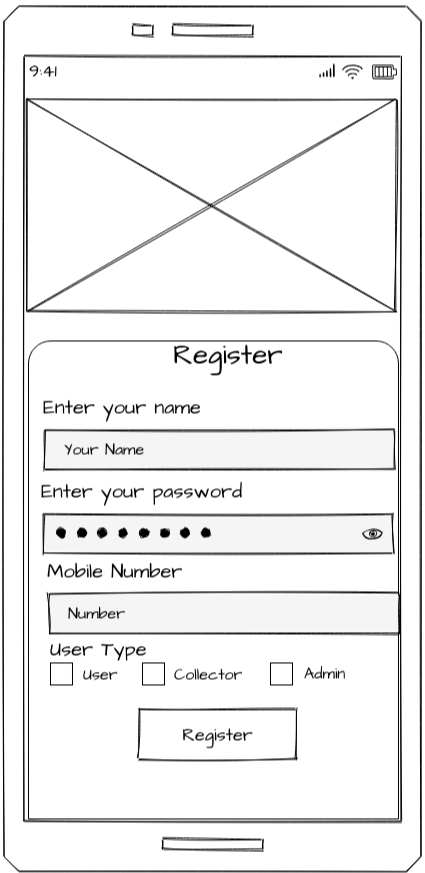 9:41
Register
Enter your name
Your Name
Enter your password
Mobile Number
Number
User Type
User Collector Admin
Register